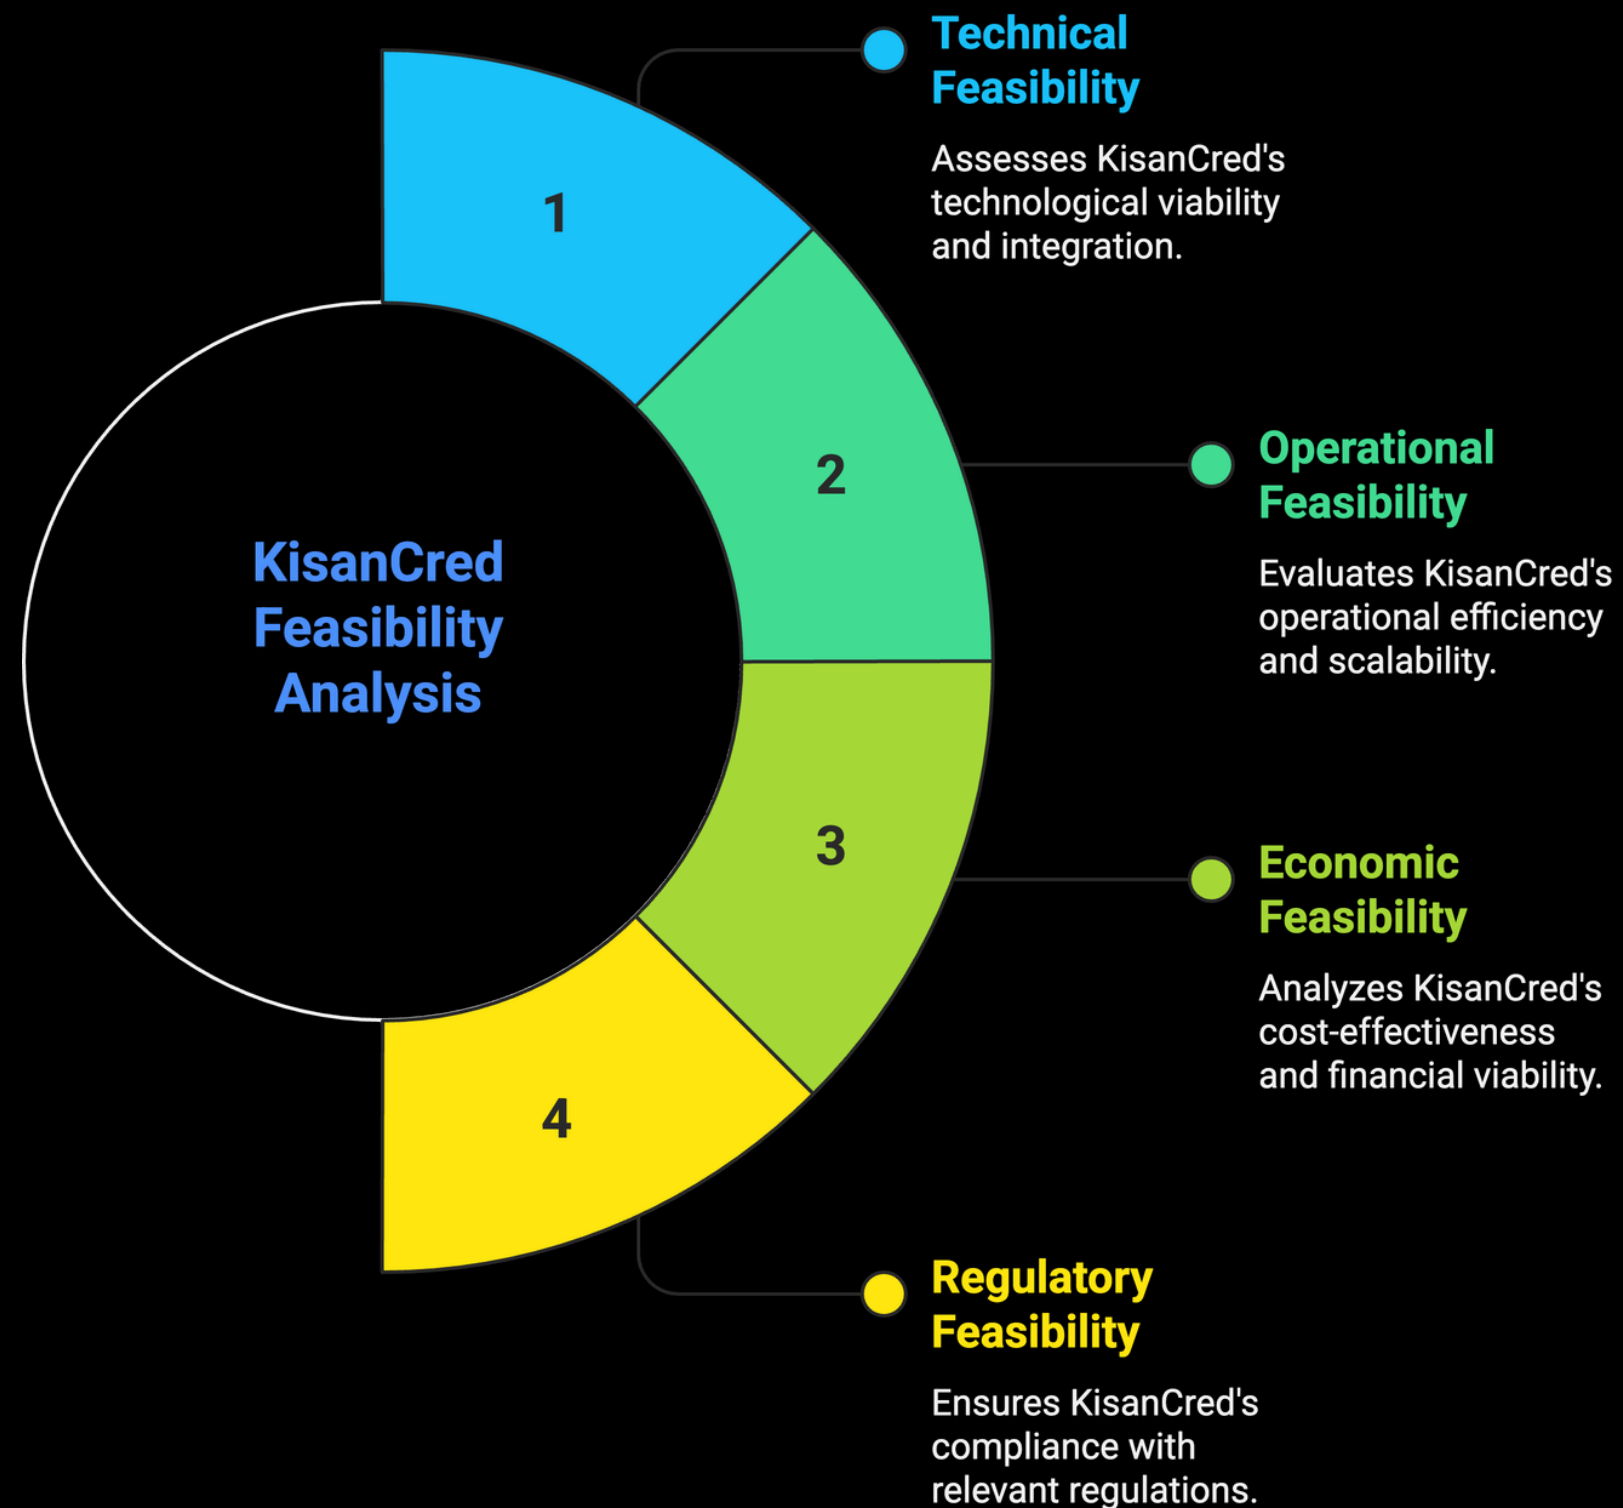 Technical
Feasibility
Assesses KisanCred's
technological viability
and integration.
1
2
Operational
Feasibility
Evaluates KisanCred's
operational efficiency
and scalability.
KisanCred
Feasibility
Analysis
3
Economic
Feasibility
Analyzes KisanCred's
cost-effectiveness
and financial viability.
4
Regulatory
Feasibility
Ensures KisanCred's
compliance with
relevant regulations.